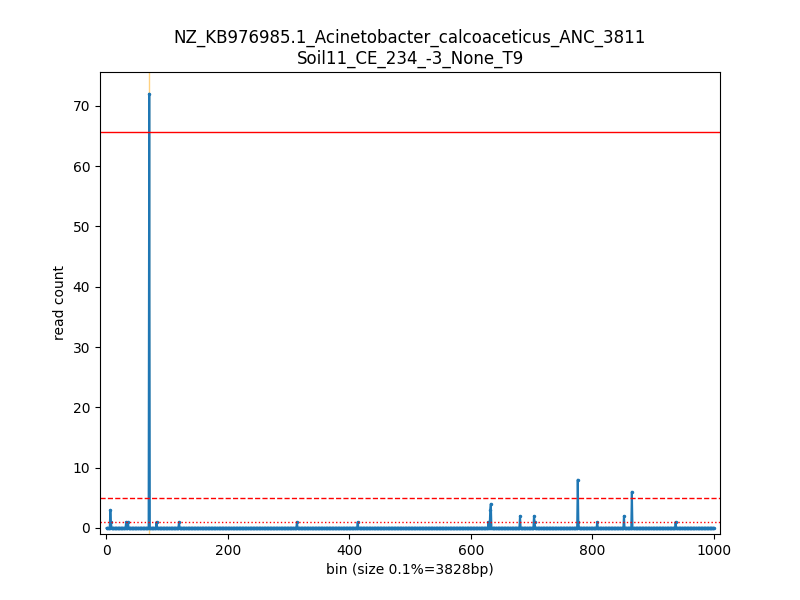 NZ_KB976985.1_Acinetobacter_calcoaceticus_ANC_3811
Soil11_CE_234_-3_None_T9
70
60
50
40
30
20
10
0
read count
0 200 400 600 800 1000
bin (size 0.1%=3828bp)